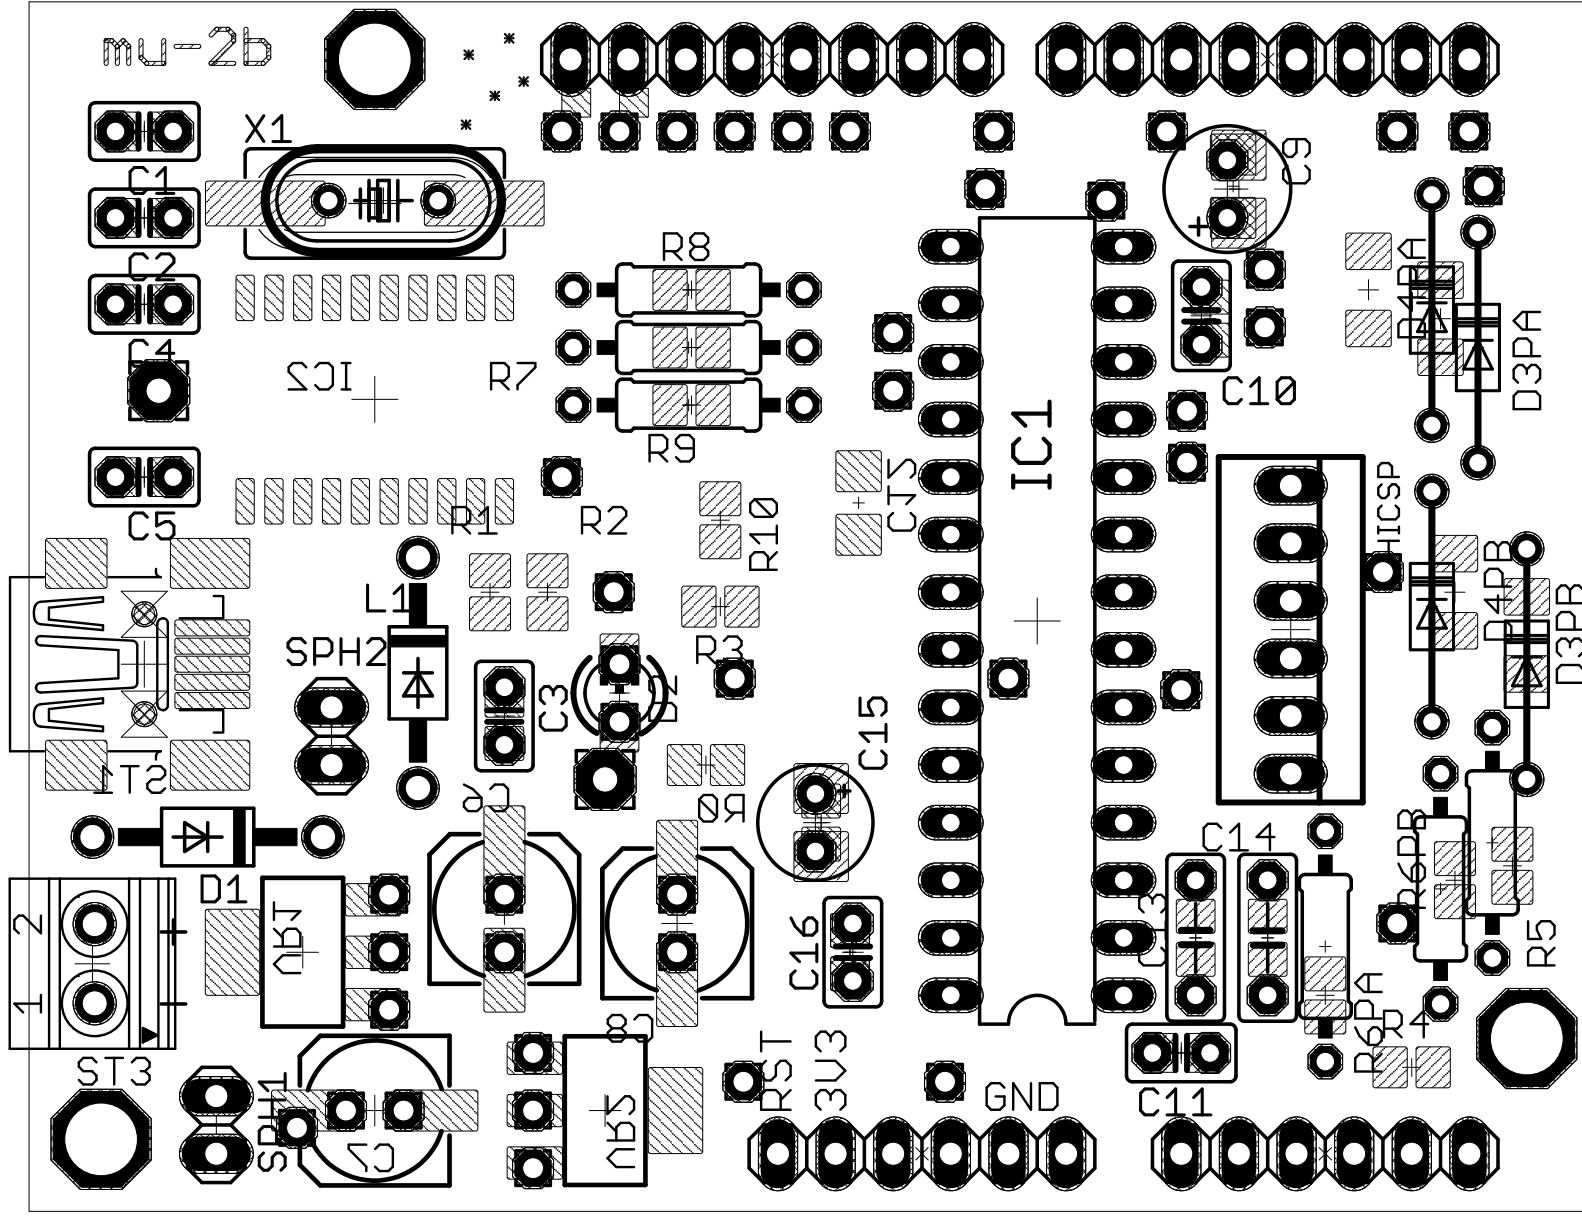 mu-2b
X1
C1
C2
C4
C5
IC2
R7
R8
R9
C9
C10
R4PA
D3PA
IC1
C12
HICSP
R1
R2
R10
L1
SPH2
R3
C3
D2
C15
D4PB
D3PB
ST1
C6
R0
D1
VR1
2
1
ST3
C16
C14
C13
R6PB
R5
R6PA
R4
C8
RST
3V3
GND
C11
SPH1
C7
VR2